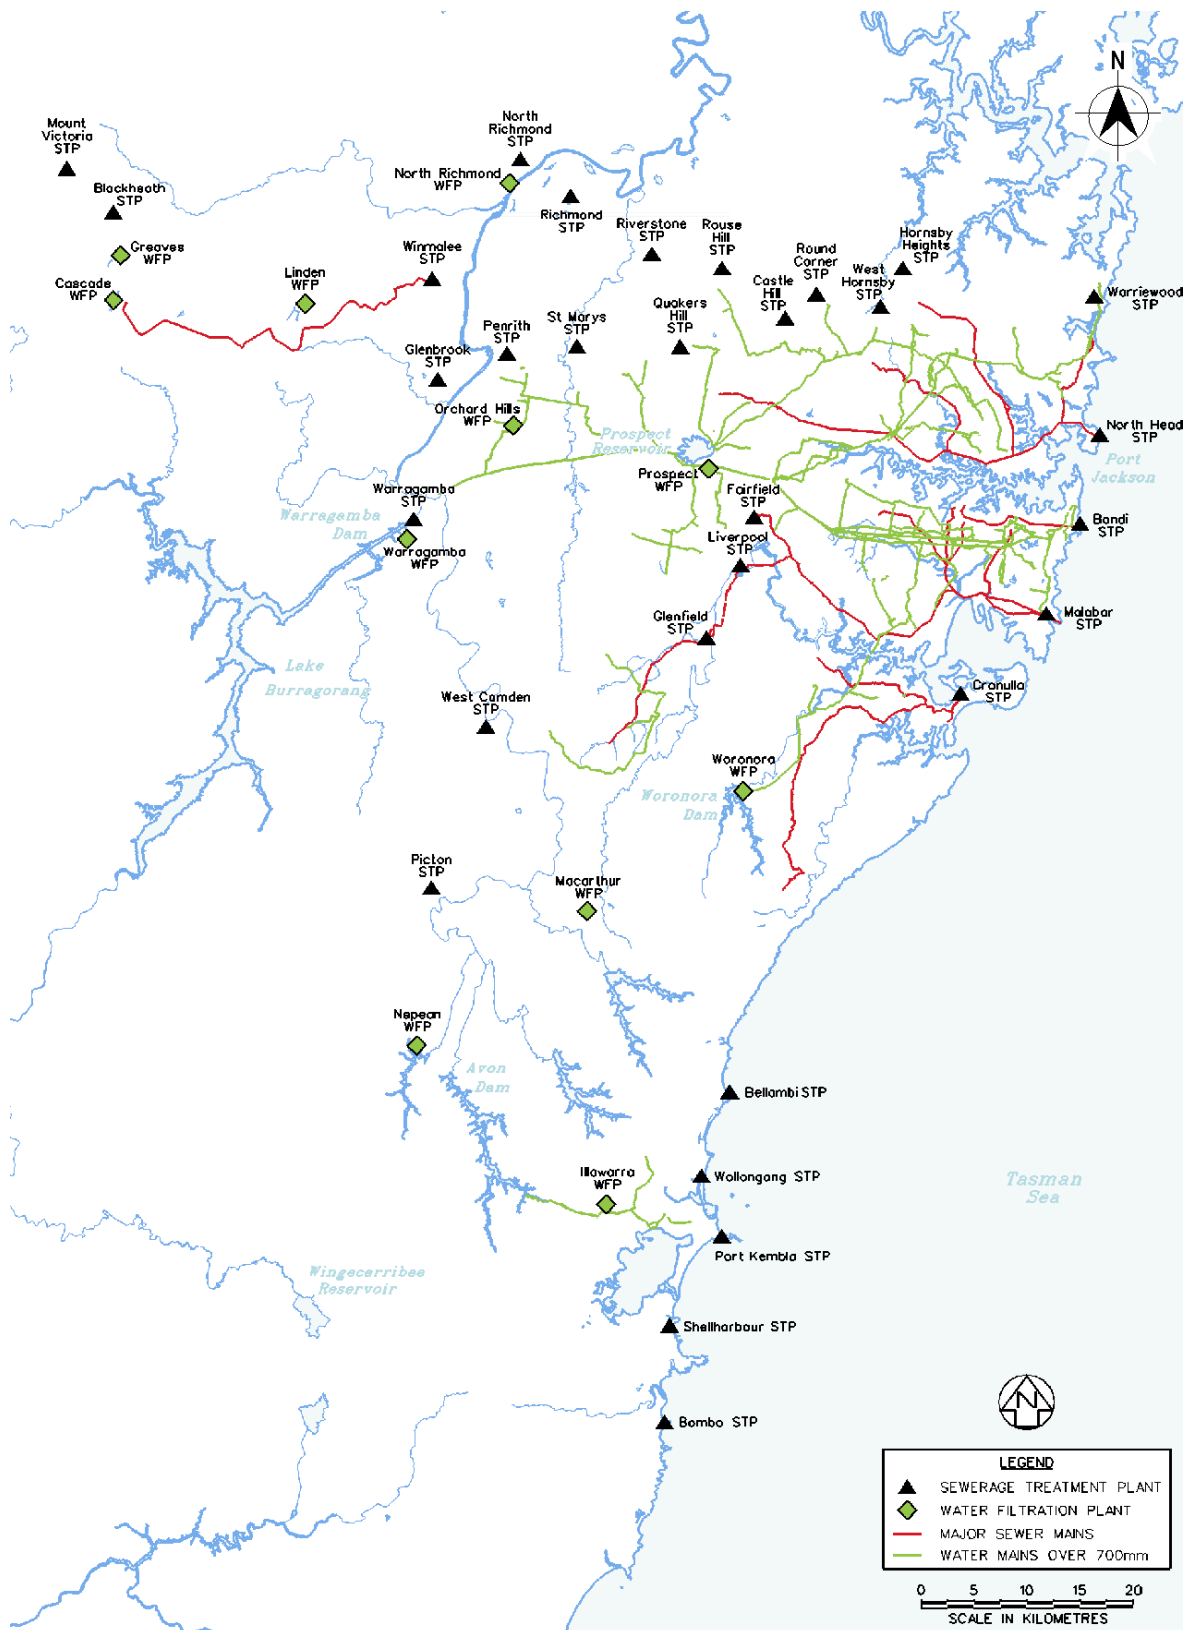 N
Mount
Victoria
STP
North
Richmond
STP
North Richmond
WFP
Blackheath
STP
Richmond
STP
Riverstone
STP
Rouse
Hill
STP
Round
Corner
STP
Hornsby
Heights
STP
West
Hornsby
STP
Greaves
WFP
Winmalee
STP
Linden
WFP
Cascade
WFP
Castle
Hill
STP
Warriewood
STP
Quakers
Hill
STP
St Marys
STP
Penrith
STP
Glenbrook
STP
Orchard Hills
WFP
Prospect
Reservoir
North Head
STP
Port
Jackson
Prospect
WFP
Warragamba
STP
Fairfield
STP
Warragamba
Dam
Bondi
STP
Liverpool
STP
Warragamba
WFP
Glenfield
STP
Malabar
STP
Lake
Burragorang
Cronulla
STP
West Camden
STP
Woronora
WFP
Woronora
Dam
Picton
STP
Macarthur
WFP
Nepean
WFP
Avon
Dam
Bellambi STP
Illawarra
WFP
Wollongang STP
Tasman
Sea
Port Kembla STP
Wingecarribee
Reservoir
Shellharbour STP
N
Bombo STP
LEGEND
SEWERAGE TREATMENT PLANT
WATER FILTRATION PLANT
MAJOR SEWER MAINS
WATER MAINS OVER 700mm
0 5 10 15 20
SCALE IN KILOMETRES